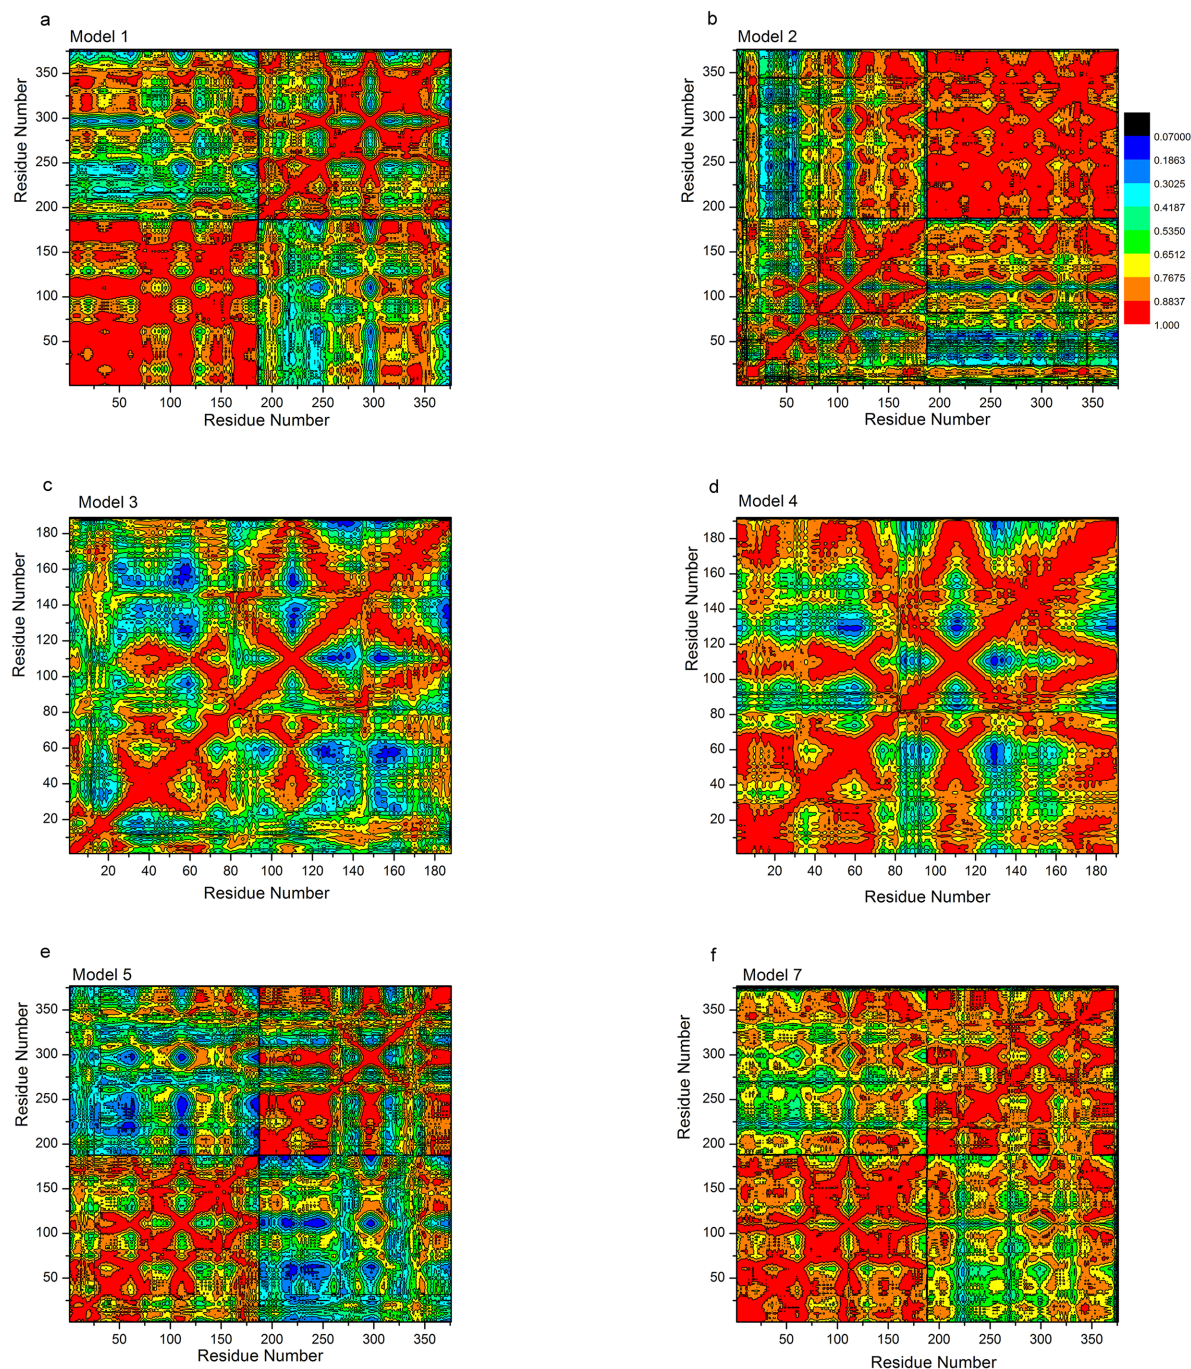 a
Model 1
Residue Number
350
300
250
200
150
100
50
50 100 150 200 250 300 350
Residue Number
b
Model 2
Residue Number
350
300
250
200
150
100
50
50 100 150 200 250 300 350
Residue Number
0.07000
0.1863
0.3025
0.4187
0.5350
0.6512
0.7675
0.8837
1.000
c
Model 3
Residue Number
180
160
140
120
100
80
60
40
20
20 40 60 80 100 120 140 160 180
Residue Number
d
Model 4
Residue Number
180
160
140
120
100
80
60
40
20
20 40 60 80 100 120 140 160 180
Residue Number
e
Model 5
Residue Number
350
300
250
200
150
100
50
50 100 150 200 250 300 350
Residue Number
f
Model 7
Residue Number
350
300
250
200
150
100
50
50 100 150 200 250 300 350
Residue Number